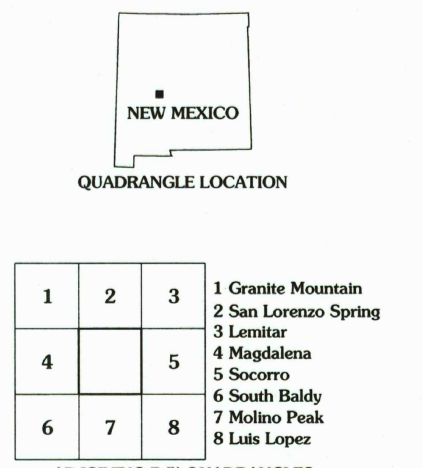 NEW MEXICO
QUADRANGLE LOCATION
1 2 3
4 5
6 7 8
1 Granite Mountain
2 San Lorenzo Spring
3 Lemitar
4 Magdalena
5 Socorro
6 South Baldy
7 Molino Peak
8 Luis Lopez